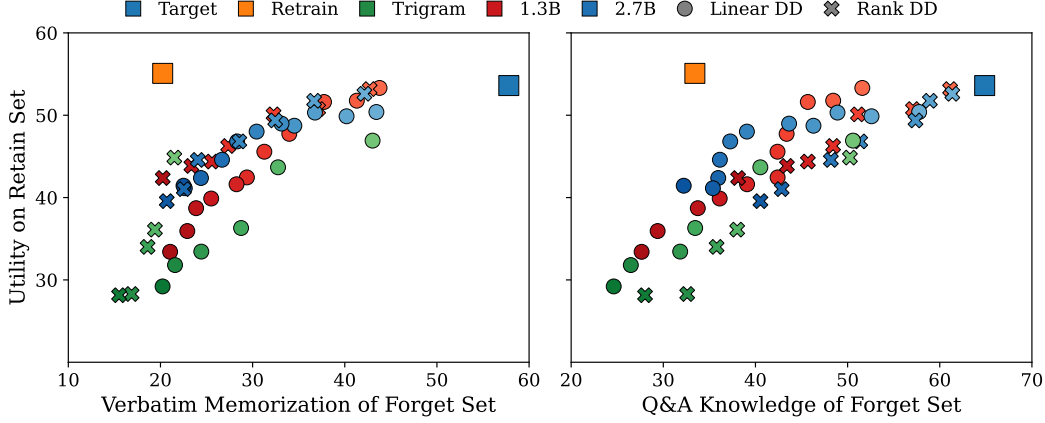 Target Retrain Trigram 1.3B 2.7B Linear DD Rank DD
60
50
40
30
10 20 30 40 50 60
20 30 40 50 60 70
Utility on Retain Set
Verbatim Memorization of Forget Set
Q&A Knowledge of Forget Set